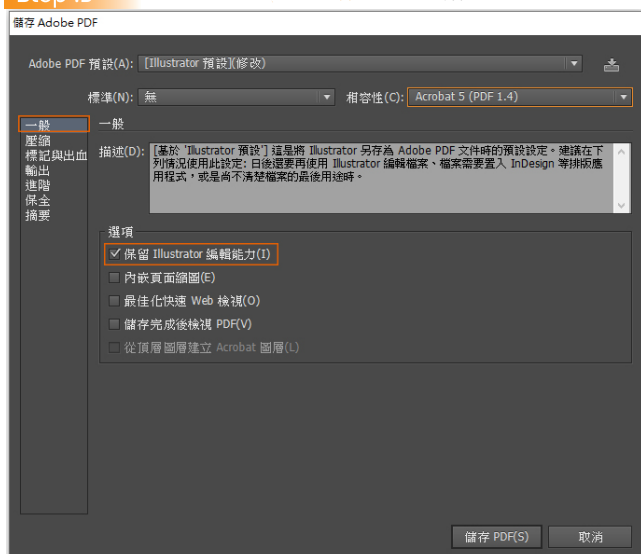 儲存 Adobe PDF
Adobe PDF 預設(A): [Illustrator 預設](修改)
標準(N): 無 相容性(C): Acrobat 5 (PDF 1.4)
一般
壓縮
標記與出血
輸出
進階
保全
摘要
一般
描述(D): [基於 'Illustrator 預設'] 這是將 Illustrator 另存為 Adobe PDF 文件時的預設設定。建議在下
列情況使用此設定: 日後還要再使用 Illustrator 編輯檔案、檔案需要置入 InDesign 等排版應
用程式，或是尚不清楚檔案的最後用途時。
選項
保留 Illustrator 編輯能力(I)
內嵌頁面縮圖(E)
最佳化快速 Web 檢視(O)
儲存完成後檢視 PDF(V)
從頂層圖層建立 Acrobat 圖層(L)
儲存 PDF(S) 取消